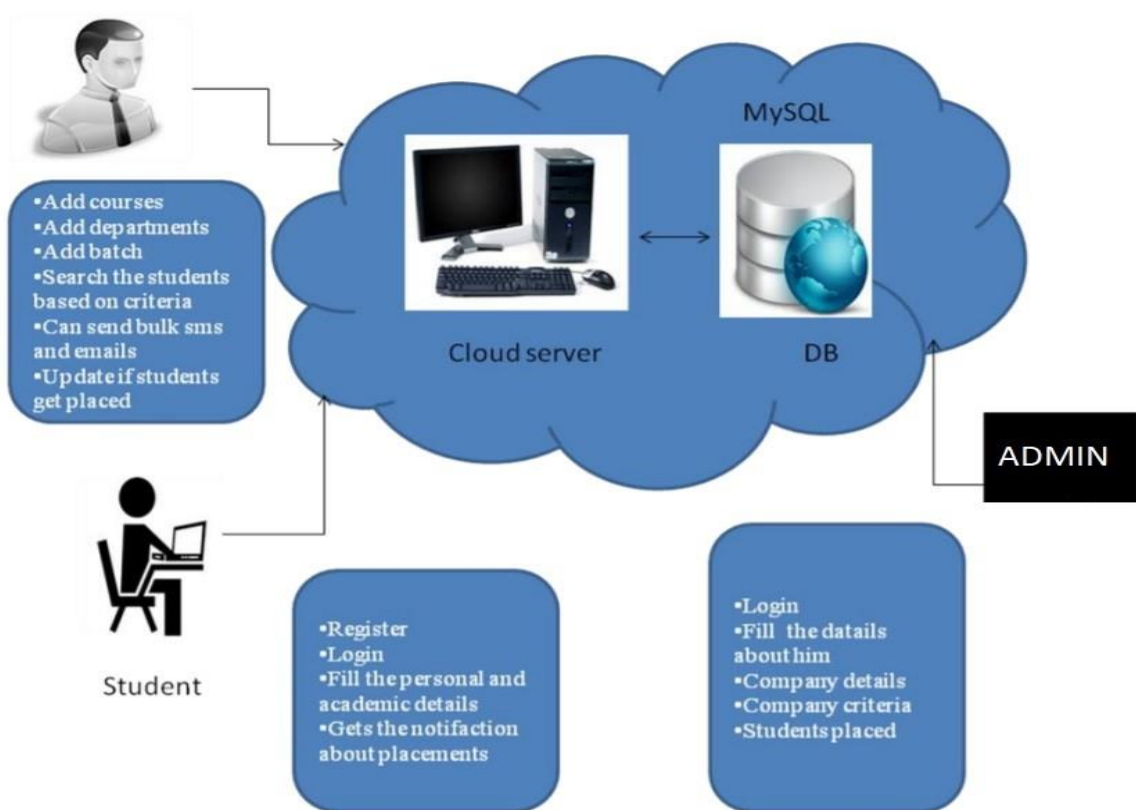 MySQL
•Add courses
•Add departments
•Add batch
•Search the students
based on criteria
•Can send bulk sms
and emails
•Update if students
get placed
Cloud server
DB
ADMIN
Student
•Register
•Login
•Fill the personal and
academic details
•Gets the notifaction
about placements
•Login
•Fill the datails
about him
•Company details
•Company criteria
•Students placed